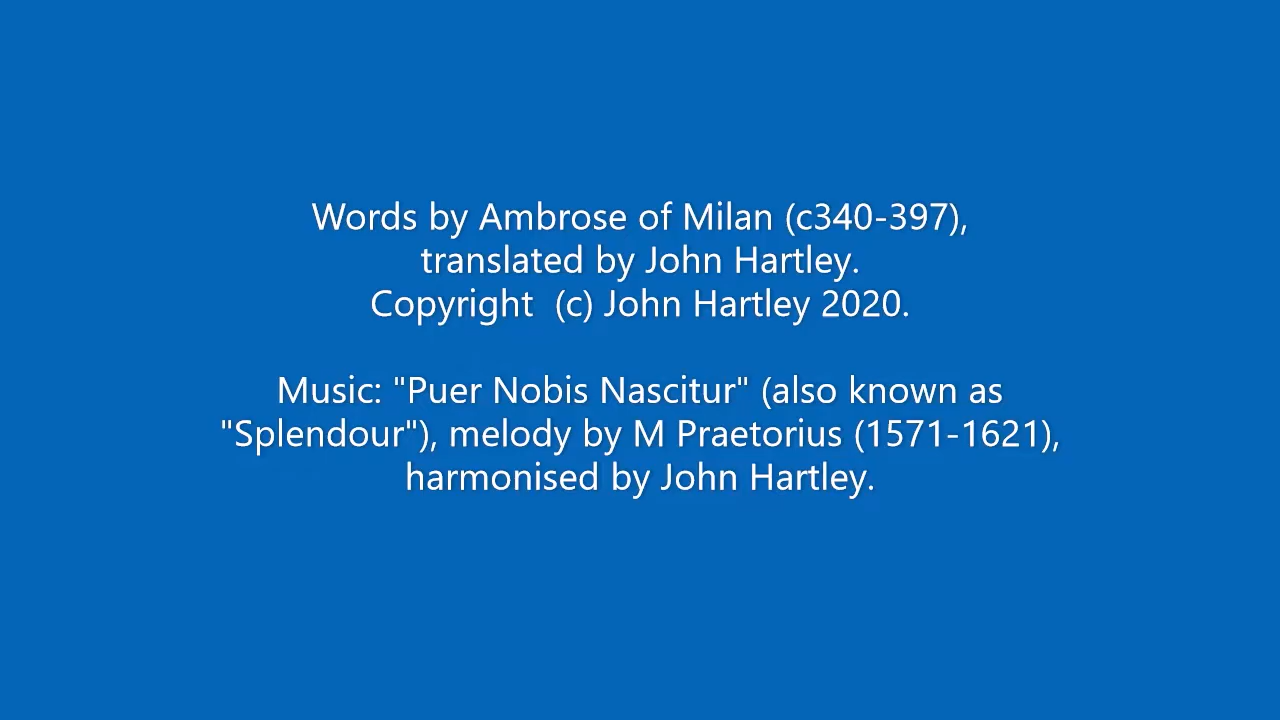 Words by Ambrose of Milan (c340-397),
translated by John Hartley.
Copyright  (c) John Hartley 2020.
Music: "Puer Nobis Nascitur" (also known as
"Splendour"), melody by M Praetorius (1571-1621),
harmonised by John Hartley.